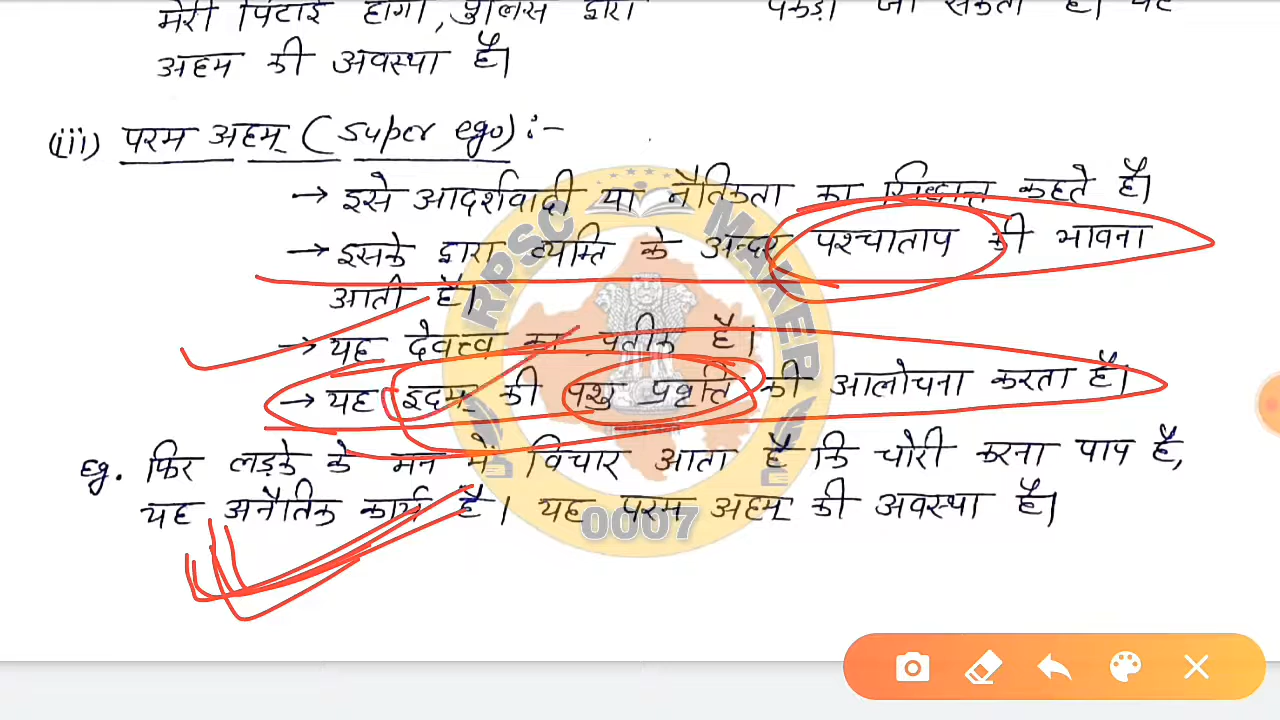 मेरी पिटाई होगी, पुलिस द्वारा पकड़ा जा सकता है। यह
अहम की अवस्था है।
(iii) परम अहम् (Super ego) :-
→ इसे आदर्शवादी या नैतिकता का सिद्धान्त कहते है।
→ इसके द्वारा व्यक्ति के अन्दर पश्चाताप की भावना
आती है।
→ यह देवत्त्व का प्रतीक है।
→ यह इदम् की पशु प्रवृत्ति की आलोचना करता है।
Eg. फिर लड़के के मन में विचार आता है कि चोरी करना पाप है,
यह अनैतिक कार्य है। यह परम अहम् की अवस्था है।
RPSC MAKER
0007